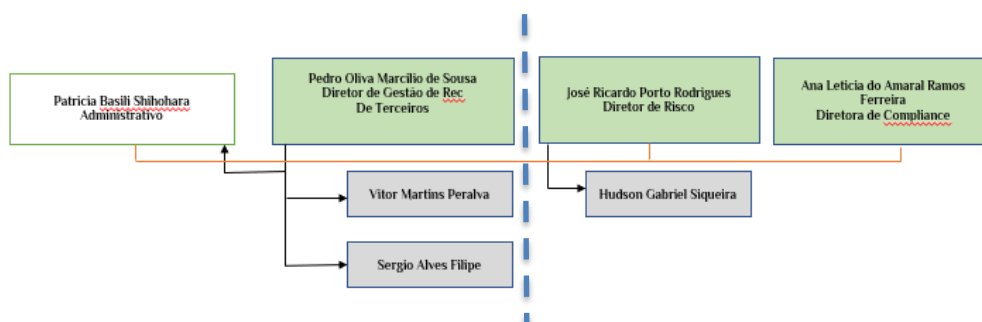 Patricia Basili Shihohara
Administrativo
Pedro Oliva Marcilio de Sousa
Diretor de Gestão de Rec
De Terceiros
José Ricardo Porto Rodrigues
Diretor de Risco
Ana Leticia do Amaral Ramos
Ferreira
Diretora de Compliance
Vitor Martins Peralva
Hudson Gabriel Siqueira
Sergio Alves Filipe